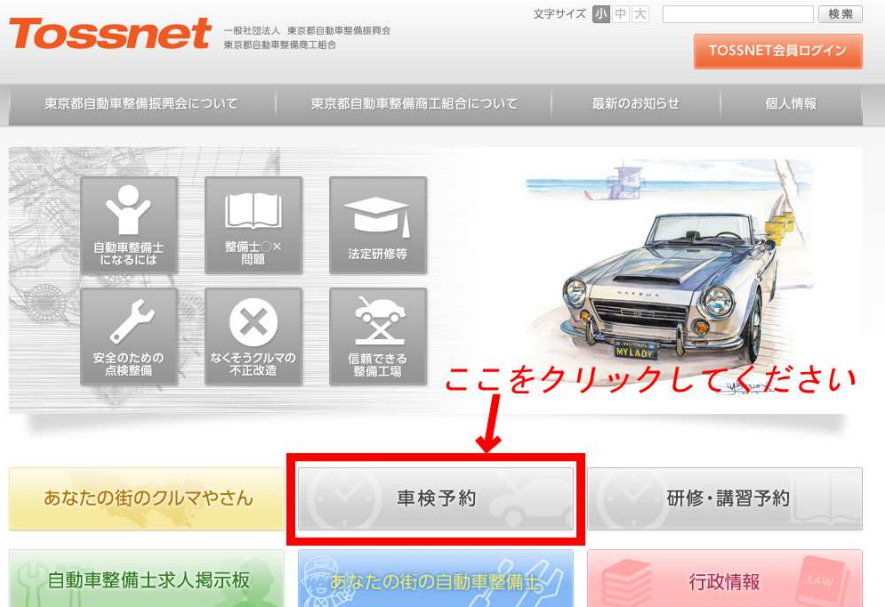 Tossnet
一般社団法人 東京都自動車整備振興会
東京都自動車整備商工組合
文字サイズ 小 中 大
検索
TOSSNET会員ログイン
東京都自動車整備振興会について
東京都自動車整備商工組合について
最新のお知らせ
個人情報
自動車整備士
になるには
整備士○×
問題
法定研修等
安全のための
点検整備
なくそうクルマの
不正改造
信頼できる
整備工場
DATSUN
MY LADY
ここをクリックしてください
あなたの街のクルマやさん
車検予約
研修・講習予約
自動車整備士求人掲示板
あなたの街の自動車整備士
行政情報
LAW